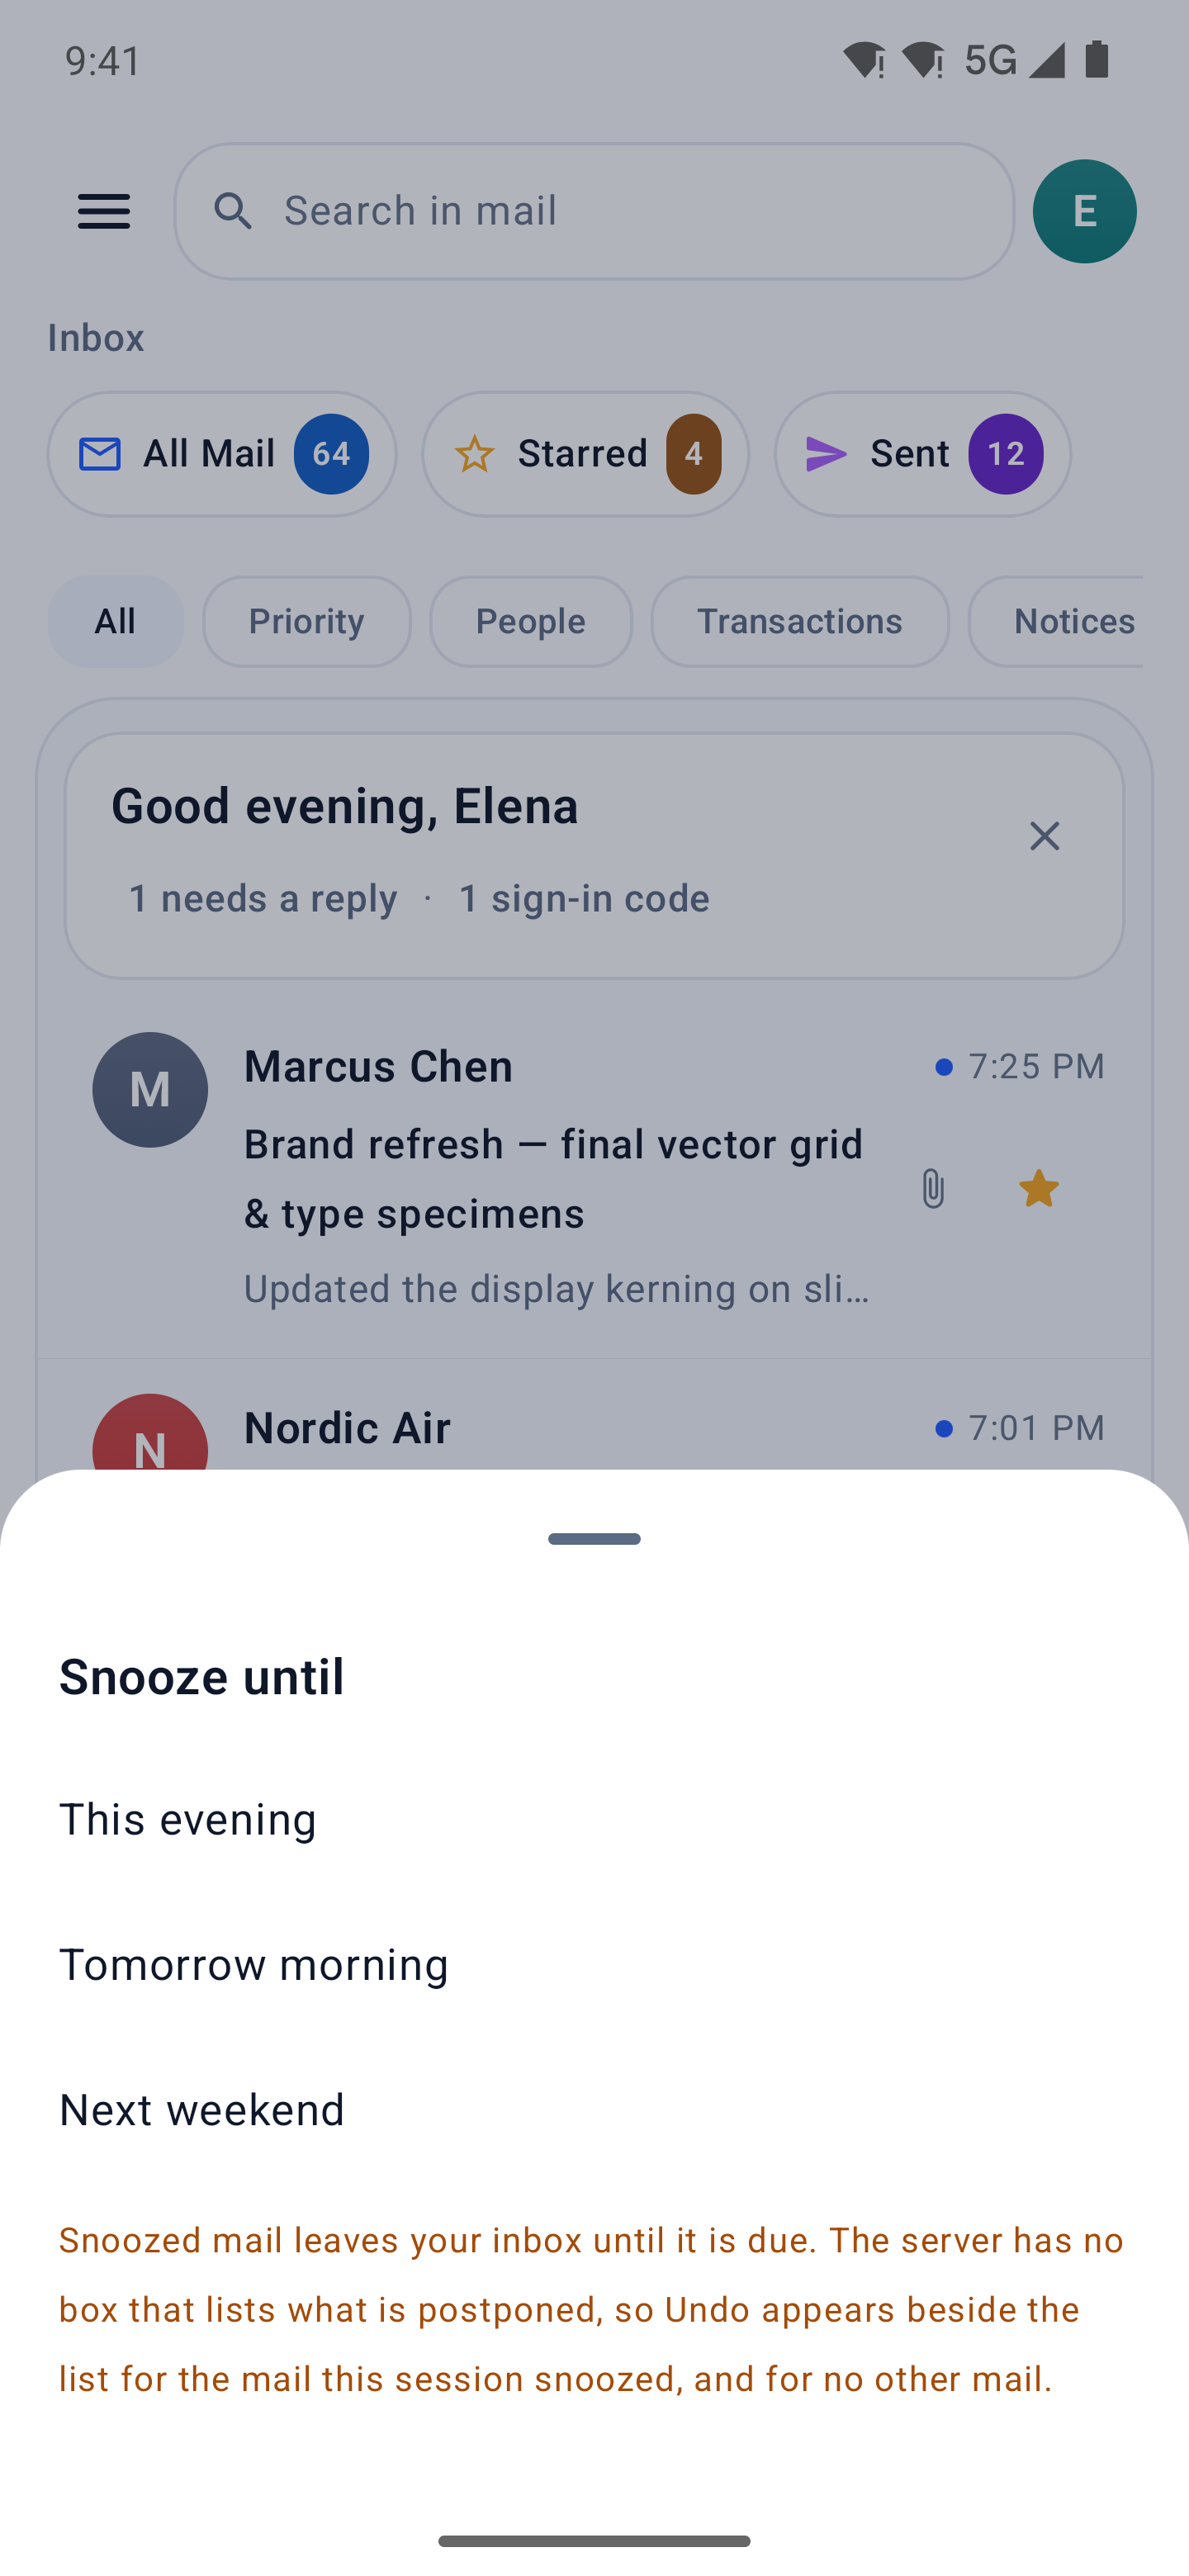 9:41
5G
Search in mail
E
Inbox
All Mail 64
Starred 4
Sent 12
All
Priority
People
Transactions
Notices
Good evening, Elena
1 needs a reply · 1 sign-in code
M
Marcus Chen
7:25 PM
Brand refresh — final vector grid
& type specimens
Updated the display kerning on sli…
N
Nordic Air
7:01 PM
Snooze until
This evening
Tomorrow morning
Next weekend
Snoozed mail leaves your inbox until it is due. The server has no
box that lists what is postponed, so Undo appears beside the
list for the mail this session snoozed, and for no other mail.